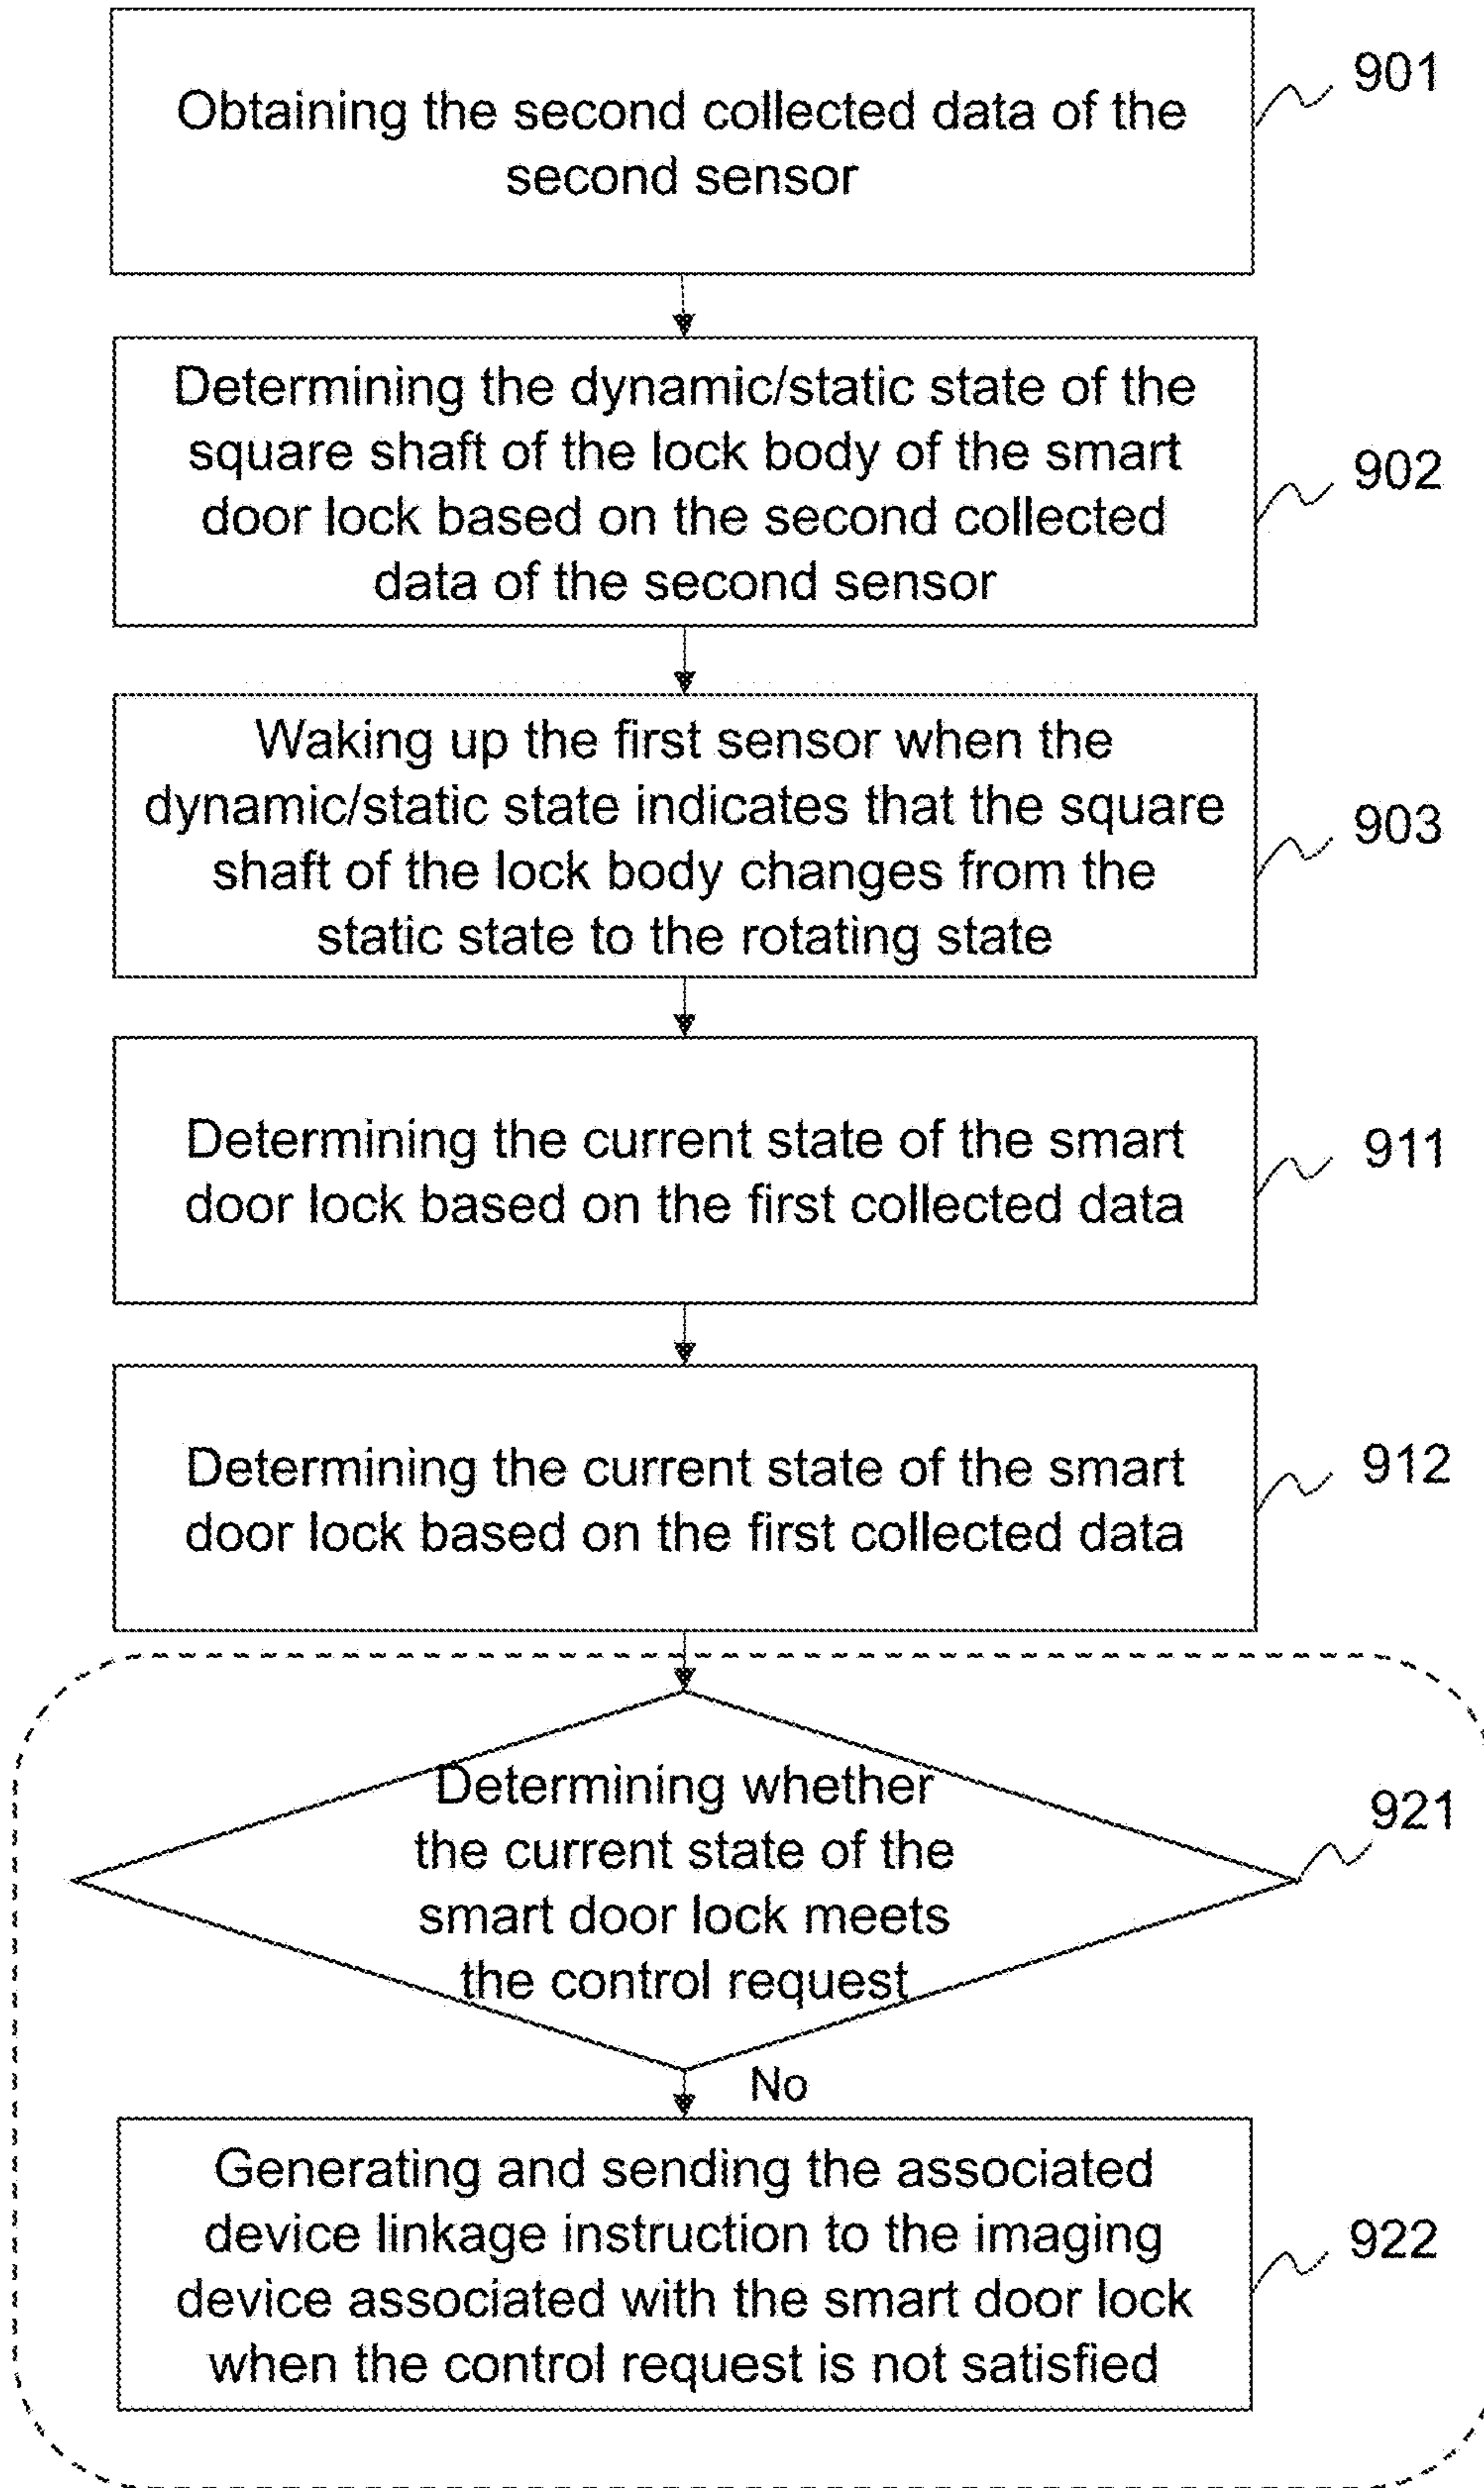 Obtaining the second collected data of the
second sensor
901
Determining the dynamic/static state of the
square shaft of the lock body of the smart
door lock based on the second collected
data of the second sensor
902
Waking up the first sensor when the
dynamic/static state indicates that the square
shaft of the lock body changes from the
static state to the rotating state
903
Determining the current state of the smart
door lock based on the first collected data
911
Determining the current state of the smart
door lock based on the first collected data
912
Determining whether
the current state of the
smart door lock meets
the control request
921
No
Generating and sending the associated
device linkage instruction to the imaging
device associated with the smart door lock
when the control request is not satisfied
922